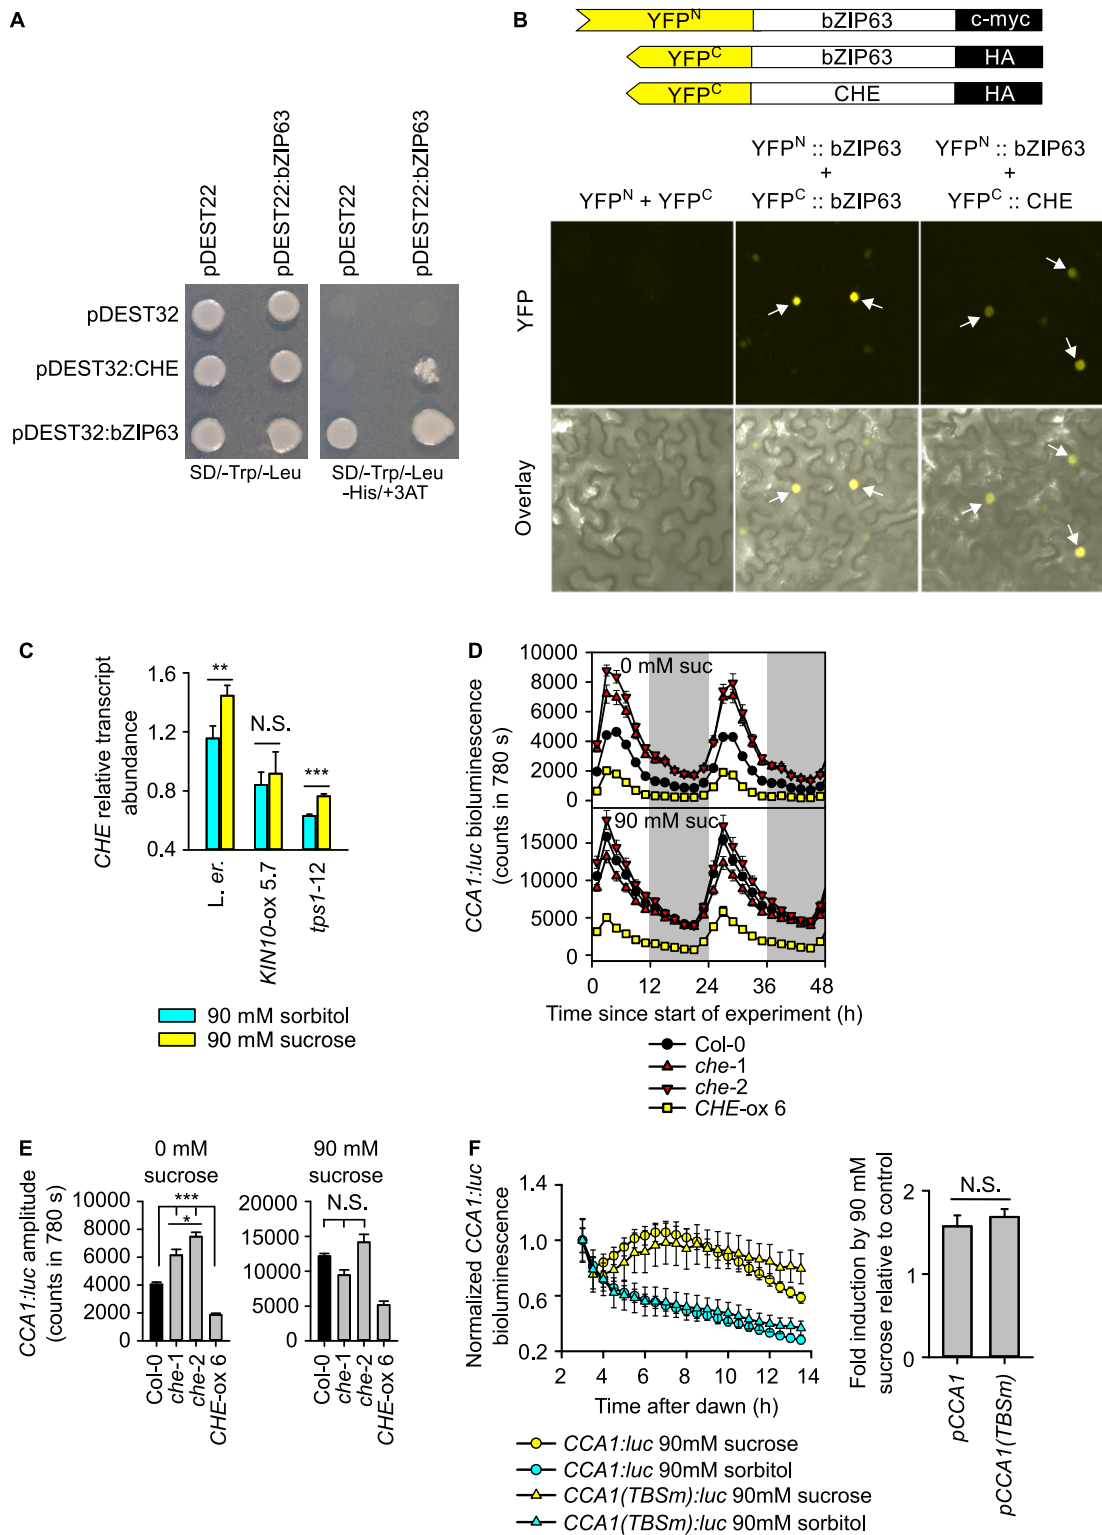 A
pDEST22
pDEST22:bZIP63
pDEST22
pDEST22:bZIP63
pDEST32
pDEST32:CHE
pDEST32:bZIP63
SD/-Trp/-Leu
SD/-Trp/-Leu
-His/+3AT
B
YFPᴺ bZIP63 c-myc
YFPᶜ bZIP63 HA
YFPᶜ CHE HA
YFPᴺ + YFPᶜ
YFPᴺ :: bZIP63
+
YFPᶜ :: bZIP63
YFPᴺ :: bZIP63
+
YFPᶜ :: CHE
YFP
Overlay
C
CHE relative transcript
abundance
1.6
1.2
0.8
0.4
**
N.S.
***
L. er.
KIN10-ox 5.7
tps1-12
90 mM sorbitol
90 mM sucrose
D
CCA1:luc bioluminescence
(counts in 780 s)
10000
8000
6000
4000
2000
0
0 mM suc
15000
10000
5000
0
90 mM suc
0 12 24 36 48
Time since start of experiment (h)
Col-0
che-1
che-2
CHE-ox 6
E
CCA1:luc amplitude
(counts in 780 s)
0 mM
sucrose
10000
8000
6000
4000
2000
0
***
*
Col-0
che-1
che-2
CHE-ox 6
90 mM
sucrose
20000
15000
10000
5000
0
N.S.
Col-0
che-1
che-2
CHE-ox 6
F
Normalized CCA1:luc
bioluminescence
1.4
1.0
0.6
0.2
2 4 6 8 10 12 14
Time after dawn (h)
CCA1:luc 90mM sucrose
CCA1:luc 90mM sorbitol
CCA1(TBSm):luc 90mM sucrose
CCA1(TBSm):luc 90mM sorbitol
Fold induction by 90 mM
sucrose relative to control
2
1
0
N.S.
pCCA1
pCCA1(TBSm)